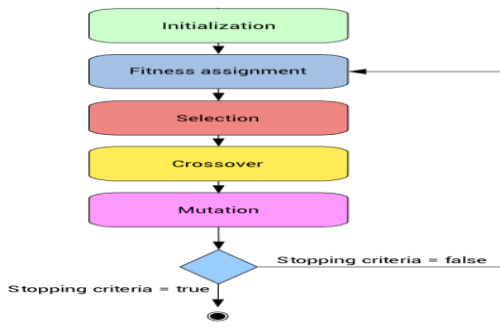 Initialization
Fitness assignment
Selection
Crossover
Mutation
Stopping criteria = false
Stopping criteria = true